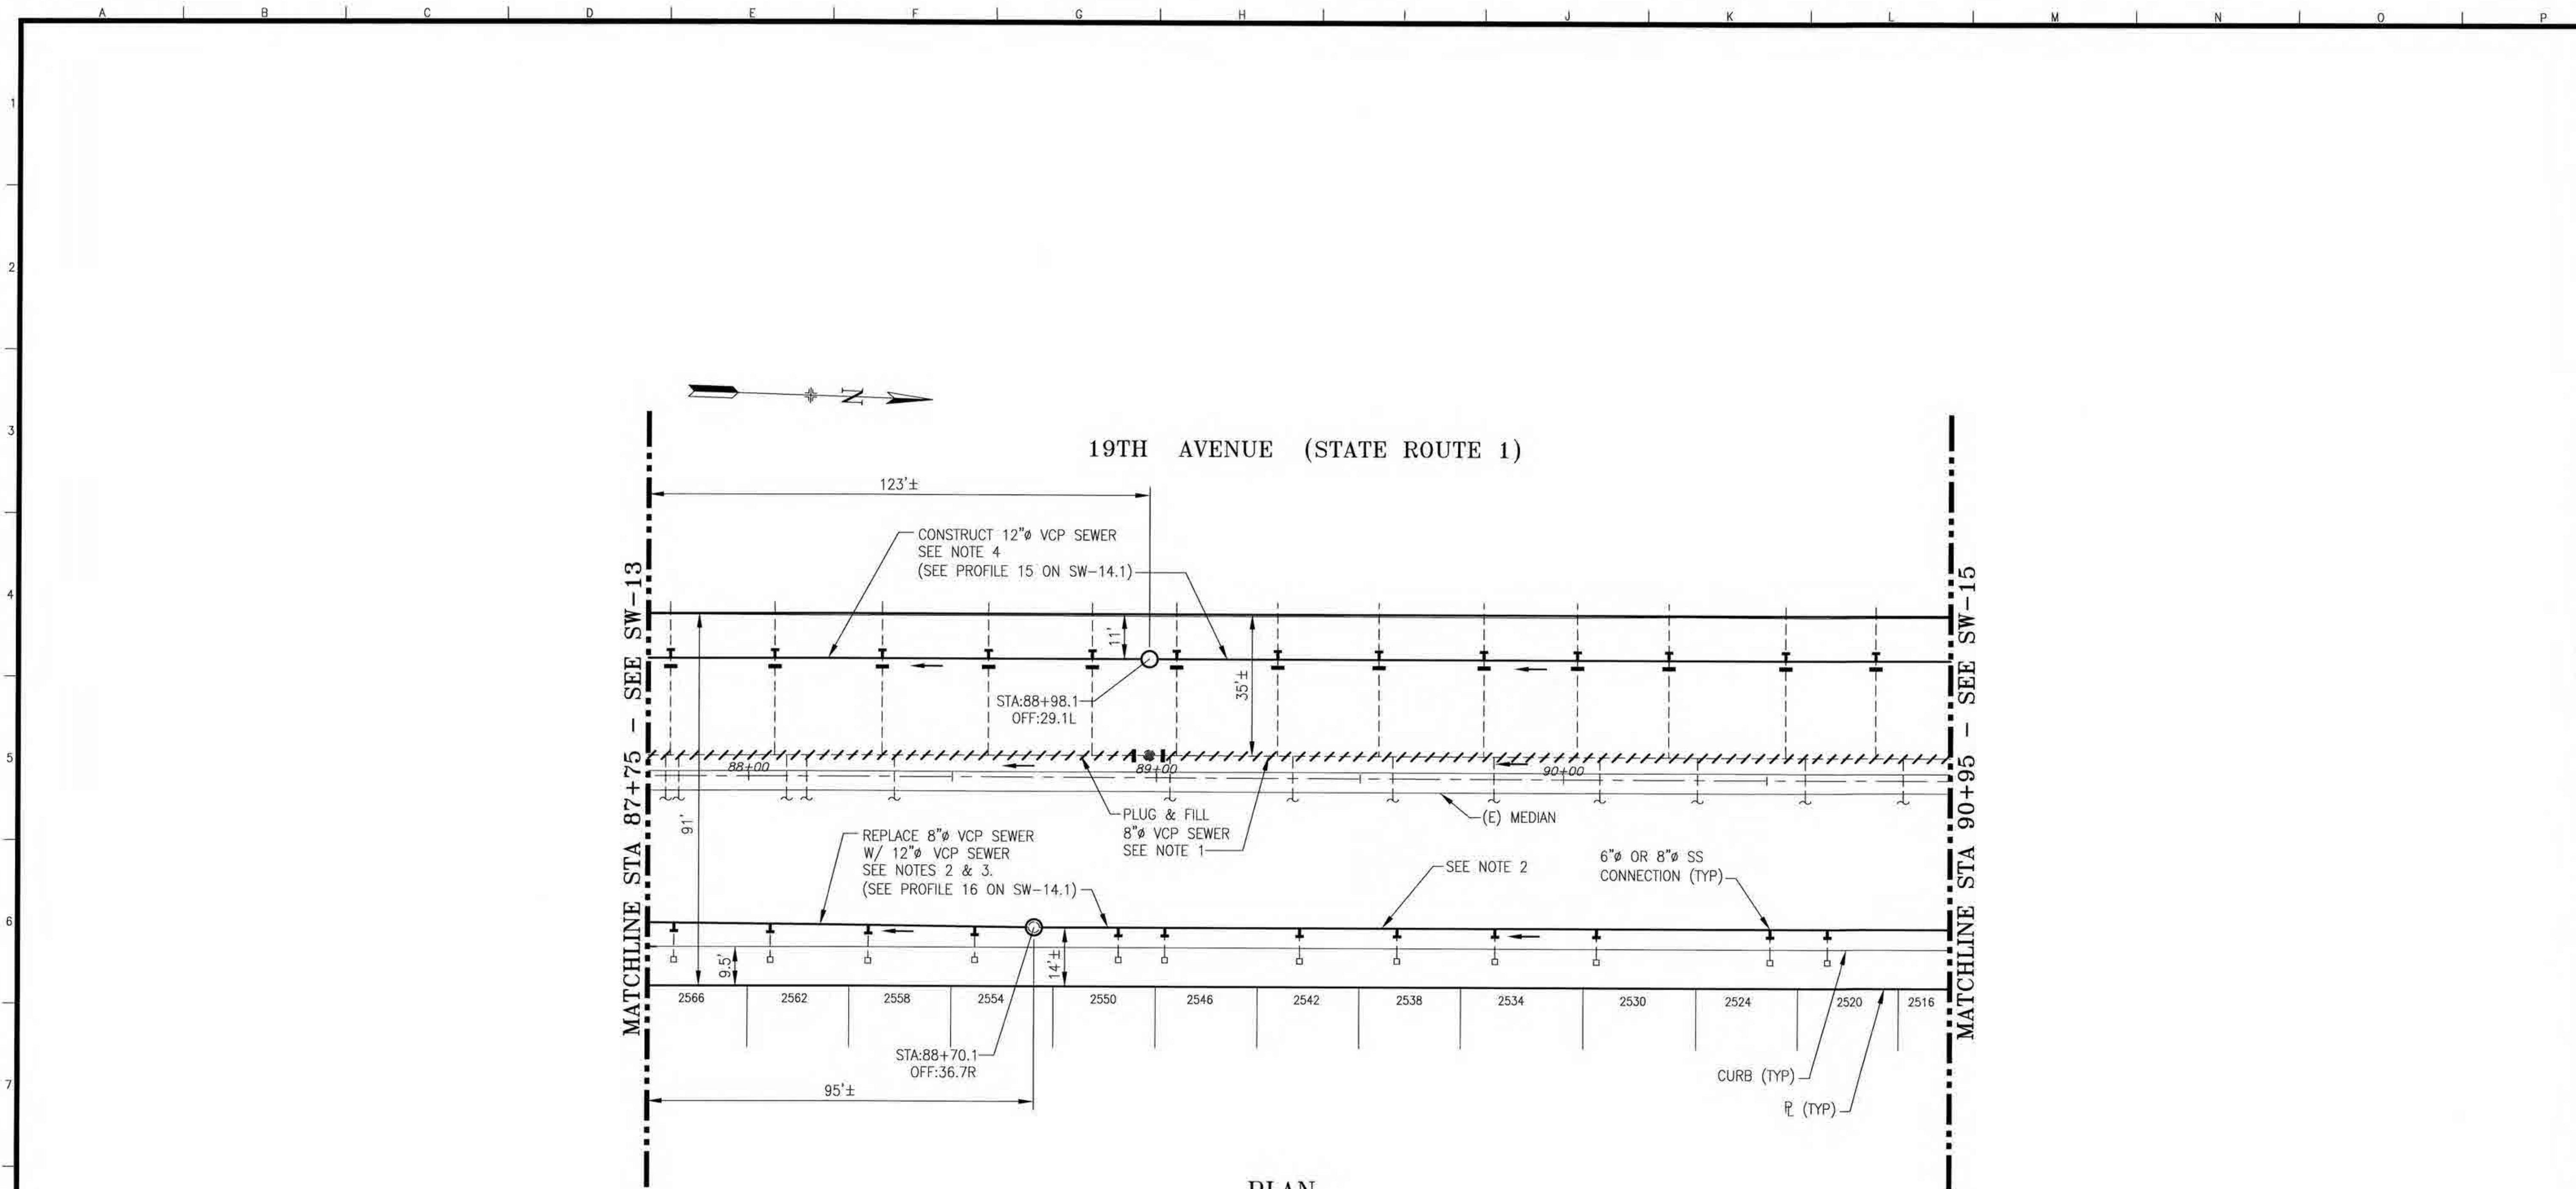 A B C D E F G H I J K L M N O P
1
2
N
3
19TH AVENUE (STATE ROUTE 1)
123'±
CONSTRUCT 12"ø VCP SEWER
SEE NOTE 4
(SEE PROFILE 15 ON SW-14.1)
4
11'
35'±
STA:88+98.1
OFF:29.1L
MATCHLINE STA 87+75 - SEE SW-13
MATCHLINE STA 90+95 - SEE SW-15
5
88+00
89+00
90+00
91'
PLUG & FILL
8"ø VCP SEWER
SEE NOTE 1
(E) MEDIAN
REPLACE 8"ø VCP SEWER
W/ 12"ø VCP SEWER
SEE NOTES 2 & 3.
(SEE PROFILE 16 ON SW-14.1)
SEE NOTE 2
6"ø OR 8"ø SS
CONNECTION (TYP)
6
9.5'
14'±
2566 2562 2558 2554 2550 2546 2542 2538 2534 2530 2524 2520 2516
STA:88+70.1
OFF:36.7R
CURB (TYP)
7
95'±
PL (TYP)
PLAN